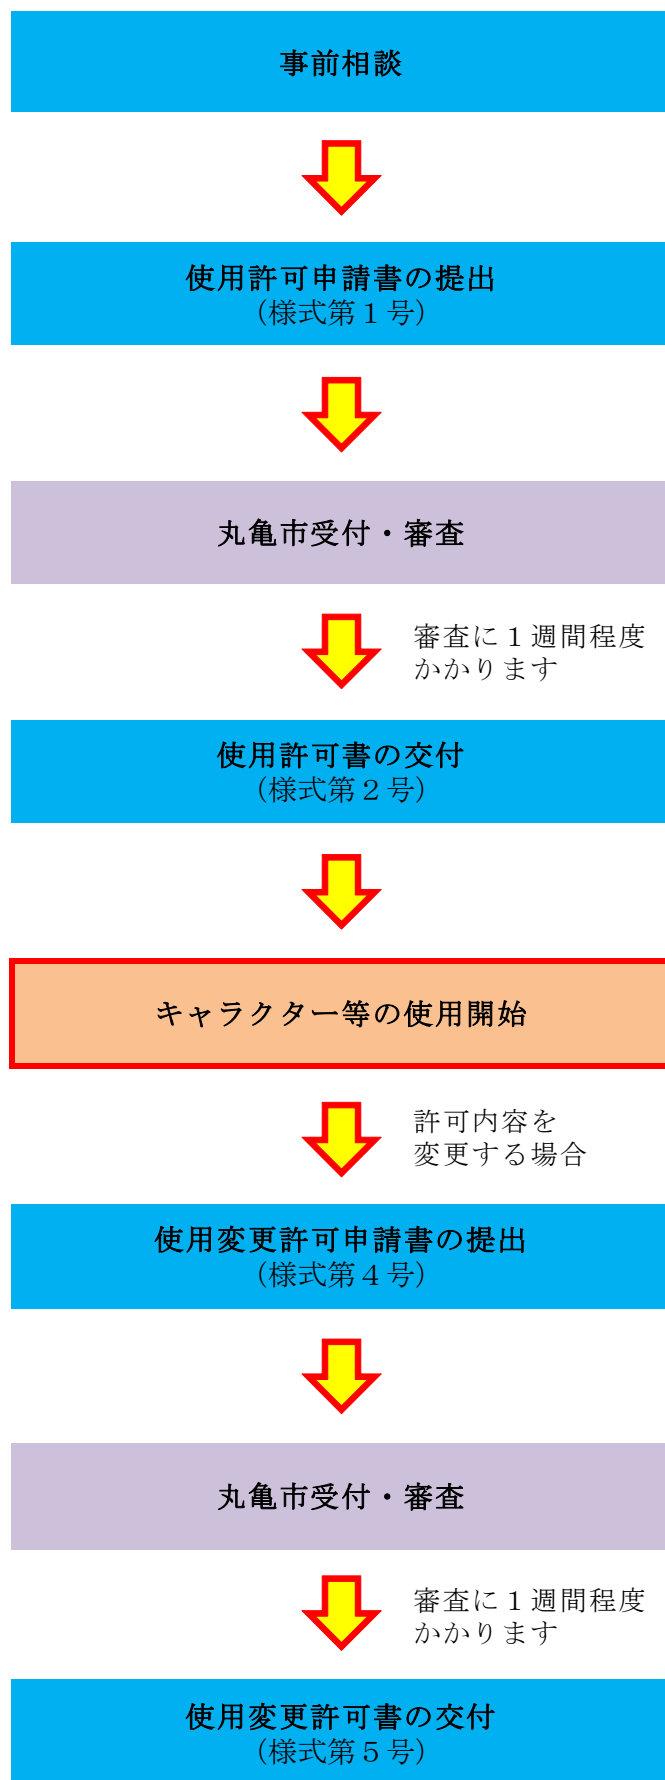 事前相談
使用許可申請書の提出
（様式第１号）
丸亀市受付・審査
審査に１週間程度
かかります
使用許可書の交付
（様式第２号）
キャラクター等の使用開始
許可内容を
変更する場合
使用変更許可申請書の提出
（様式第４号）
丸亀市受付・審査
審査に１週間程度
かかります
使用変更許可書の交付
（様式第５号）